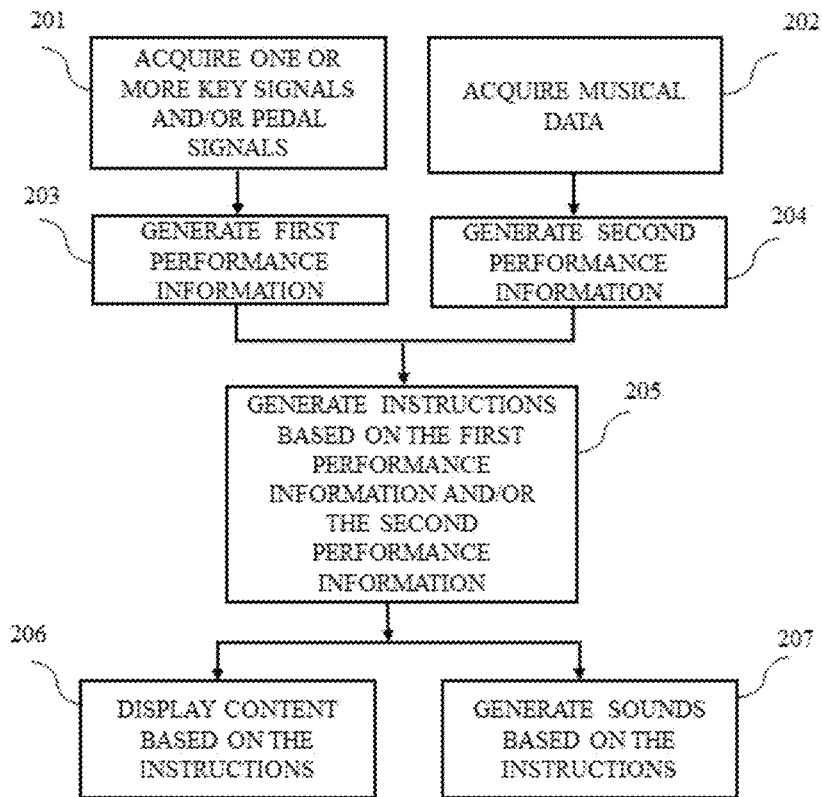 201
ACQUIRE ONE OR
MORE KEY SIGNALS
AND/OR PEDAL
SIGNALS
202
ACQUIRE MUSICAL
DATA
203
GENERATE FIRST
PERFORMANCE
INFORMATION
204
GENERATE SECOND
PERFORMANCE
INFORMATION
205
GENERATE INSTRUCTIONS
BASED ON THE FIRST
PERFORMANCE
INFORMATION AND/OR
THE SECOND
PERFORMANCE
INFORMATION
206
DISPLAY CONTENT
BASED ON THE
INSTRUCTIONS
207
GENERATE SOUNDS
BASED ON THE
INSTRUCTIONS